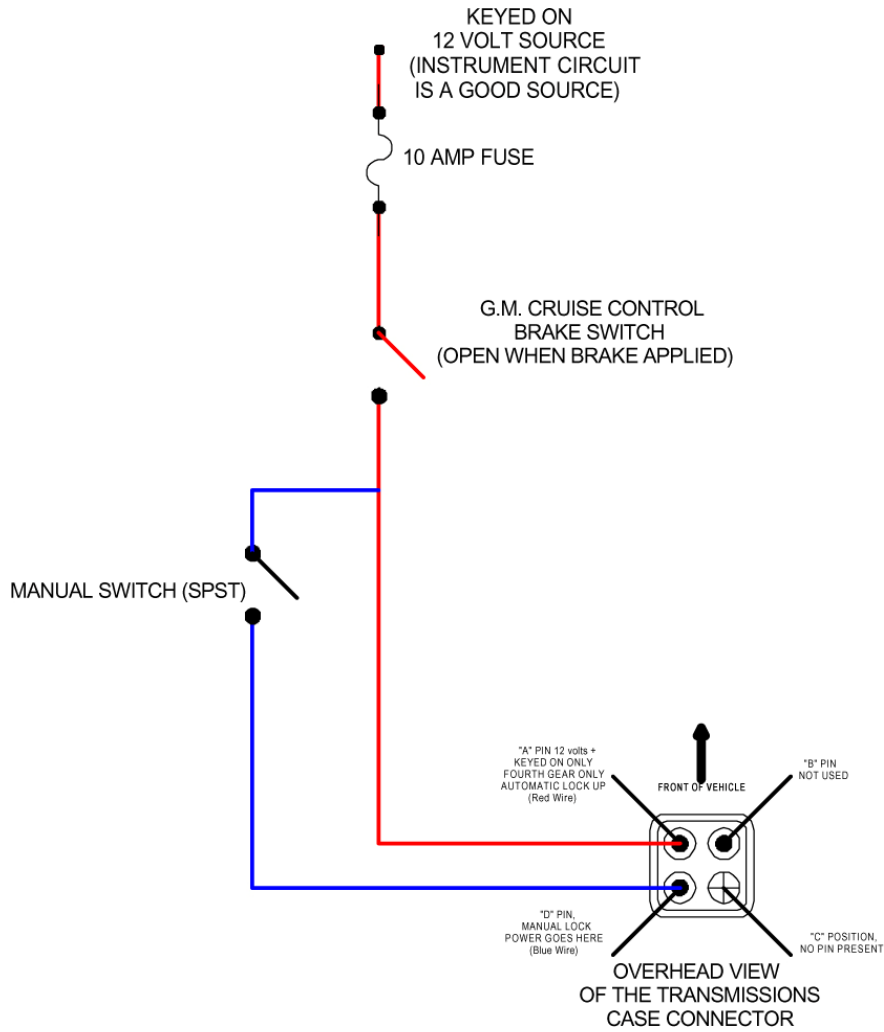 KEYED ON
12 VOLT SOURCE
(INSTRUMENT CIRCUIT
IS A GOOD SOURCE)
10 AMP FUSE
G.M. CRUISE CONTROL
BRAKE SWITCH
(OPEN WHEN BRAKE APPLIED)
MANUAL SWITCH (SPST)
"A" PIN 12 volts +
KEYED ON ONLY
FOURTH GEAR ONLY
AUTOMATIC LOCK UP
(Red Wire)
FRONT OF VEHICLE
"B" PIN
NOT USED
"D" PIN,
MANUAL LOCK
POWER GOES HERE
(Blue Wire)
"C" POSITION,
NO PIN PRESENT
OVERHEAD VIEW
OF THE TRANSMISSIONS
CASE CONNECTOR